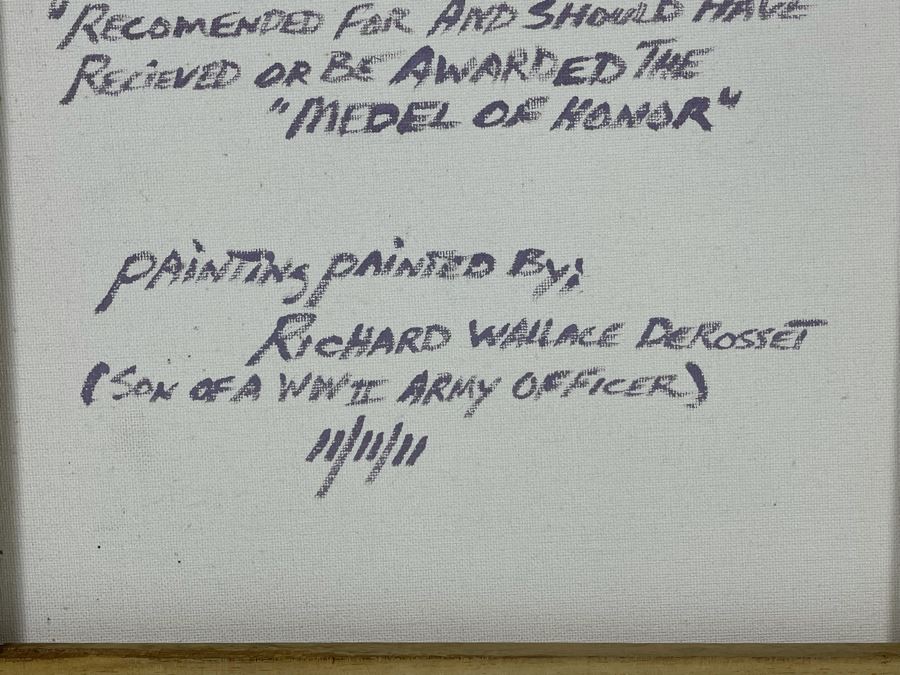 "RECOMENDED FOR AND SHOULD HAVE
RECIEVED OR BE AWARDED THE
"MEDEL OF HONOR"
PAINTING PAINTED By:
RICHARD WALLACE DEROSSET
(SON OF A WWII ARMY OFFICER)
11/11/11